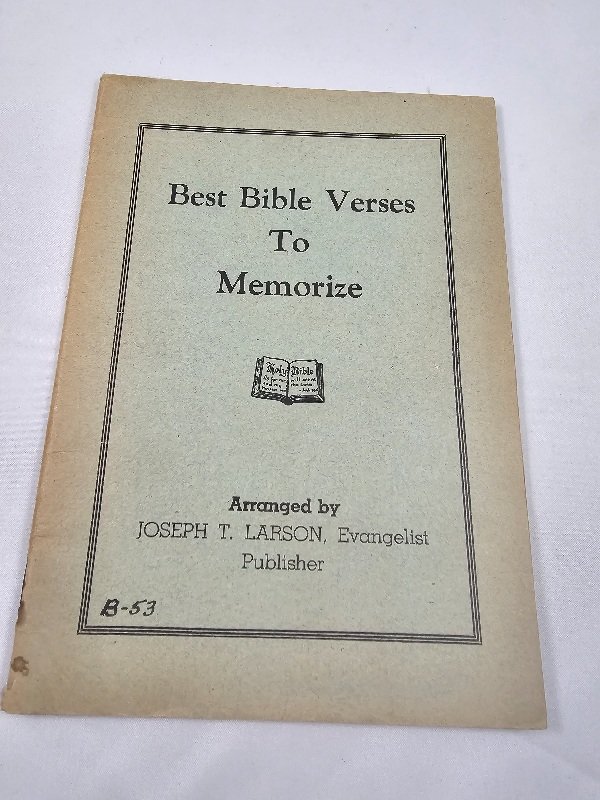 Best Bible Verses
To
Memorize
Holy Bible
Arranged by
JOSEPH T. LARSON, Evangelist
Publisher
B-53